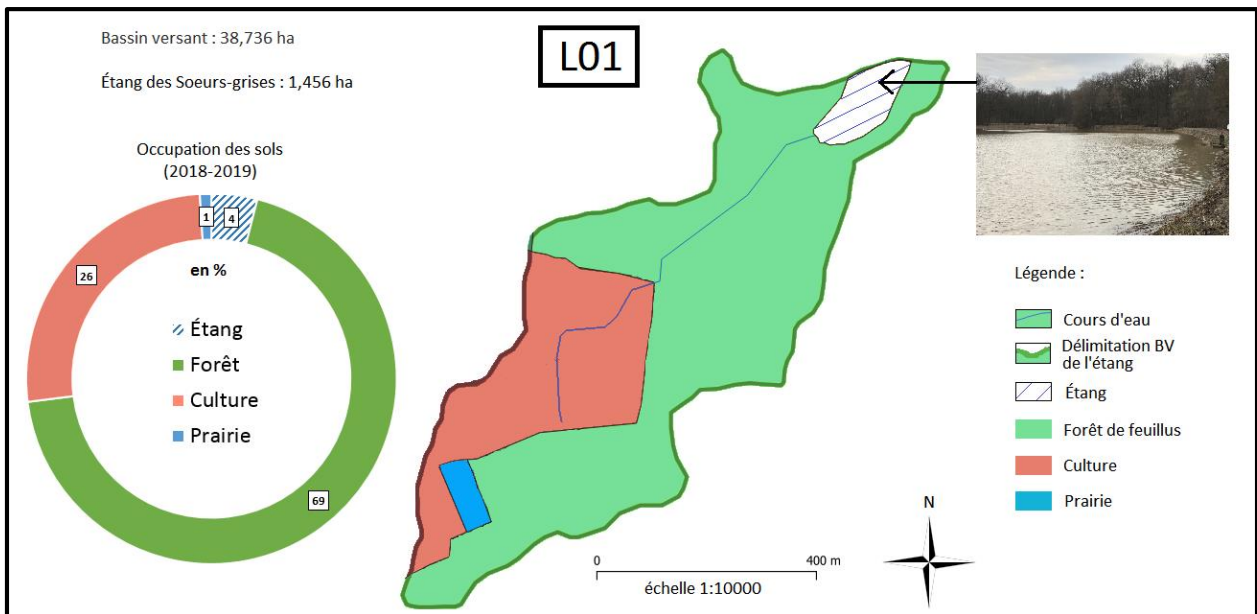 Bassin versant : 38,736 ha
Étang des Soeurs-grises : 1,456 ha
L01
Occupation des sols
(2018-2019)
1
4
26
en %
Étang
Forêt
Culture
Prairie
69
Légende :
Cours d'eau
Délimitation BV
de l'étang
Étang
Forêt de feuillus
Culture
Prairie
N
0 400 m
échelle 1:10000